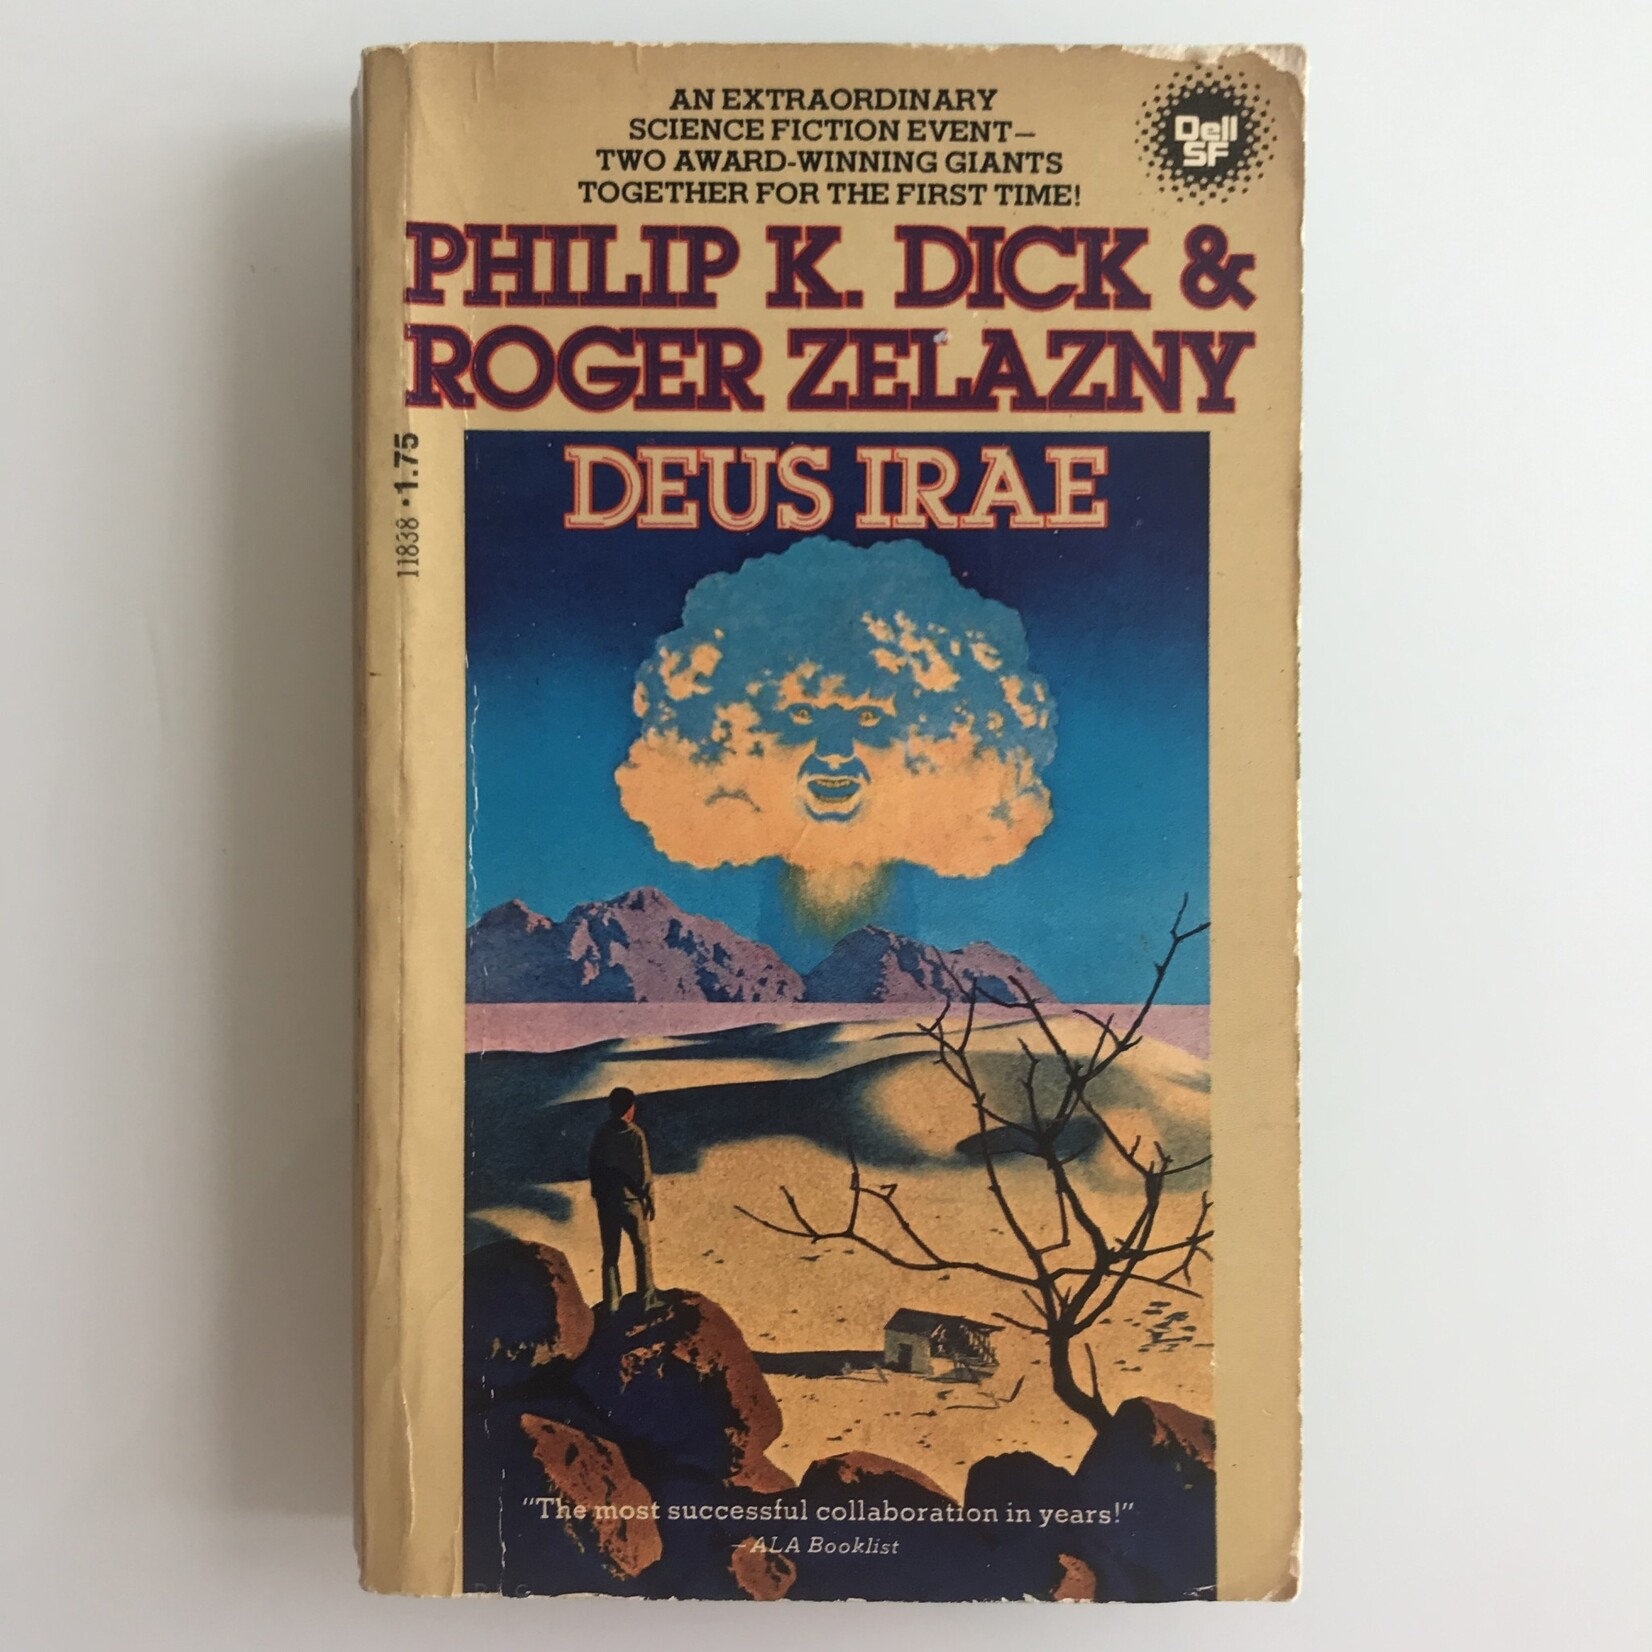 AN EXTRAORDINARY
SCIENCE FICTION EVENT—
TWO AWARD-WINNING GIANTS
TOGETHER FOR THE FIRST TIME!
Dell
SF
PHILIP K. DICK &
ROGER ZELAZNY
11838 • 1.75
DEUS IRAE
"The most successful collaboration in years!"
—ALA Booklist